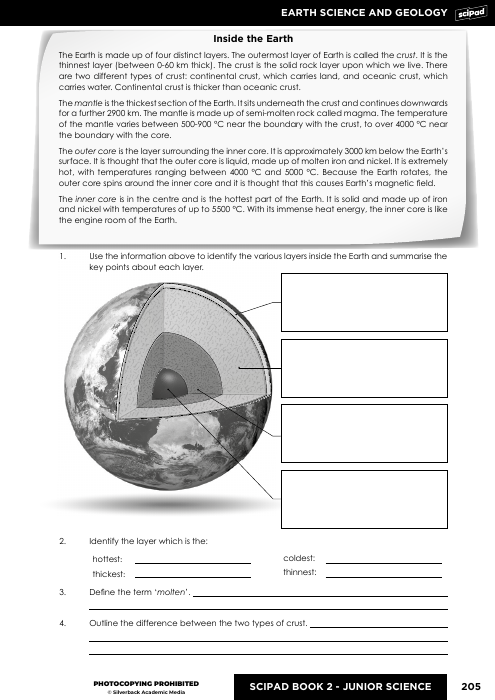 EARTH SCIENCE AND GEOLOGY
scipad
Inside the Earth
The Earth is made up of four distinct layers. The outermost layer of Earth is called the crust. It is the
thinnest layer (between 0-60 km thick). The crust is the solid rock layer upon which we live. There
are two different types of crust: continental crust, which carries land, and oceanic crust, which
carries water. Continental crust is thicker than oceanic crust.
The mantle is the thickest section of the Earth. It sits underneath the crust and continues downwards
for a further 2900 km. The mantle is made up of semi-molten rock called magma. The temperature
of the mantle varies between 500-900 °C near the boundary with the crust, to over 4000 °C near
the boundary with the core.
The outer core is the layer surrounding the inner core. It is approximately 3000 km below the Earth's
surface. It is thought that the outer core is liquid, made up of molten iron and nickel. It is extremely
hot, with temperatures ranging between 4000 °C and 5000 °C. Because the Earth rotates, the
outer core spins around the inner core and it is thought that this causes Earth's magnetic field.
The inner core is in the centre and is the hottest part of the Earth. It is solid and made up of iron
and nickel with temperatures of up to 5500 °C. With its immense heat energy, the inner core is like
the engine room of the Earth.
1. Use the information above to identify the various layers inside the Earth and summarise the
key points about each layer.
2. Identify the layer which is the:
hottest: coldest:
thickest: thinnest:
3. Define the term 'molten'.
4. Outline the difference between the two types of crust.
PHOTOCOPYING PROHIBITED
© Silverback Academic Media
SCIPAD BOOK 2 - JUNIOR SCIENCE 205